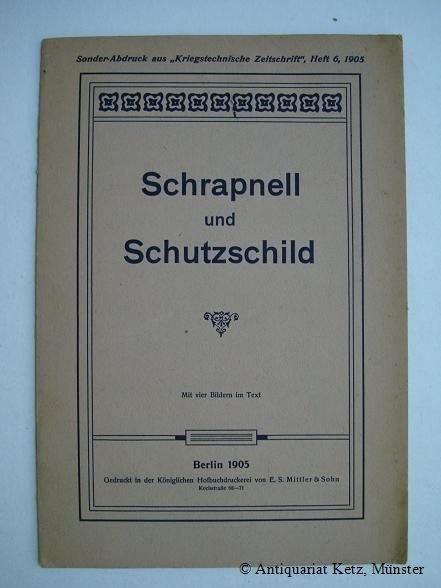 Sonder-Abdruck aus „Kriegstechnische Zeitschrift“, Heft 6, 1905
Schrapnell
und
Schutzschild
Mit vier Bildern im Text
Berlin 1905
Gedruckt in der Königlichen Hofbuchdruckerei von E. S. Mittler & Sohn
Kochstraße 68—71
© Antiquariat Ketz, Münster